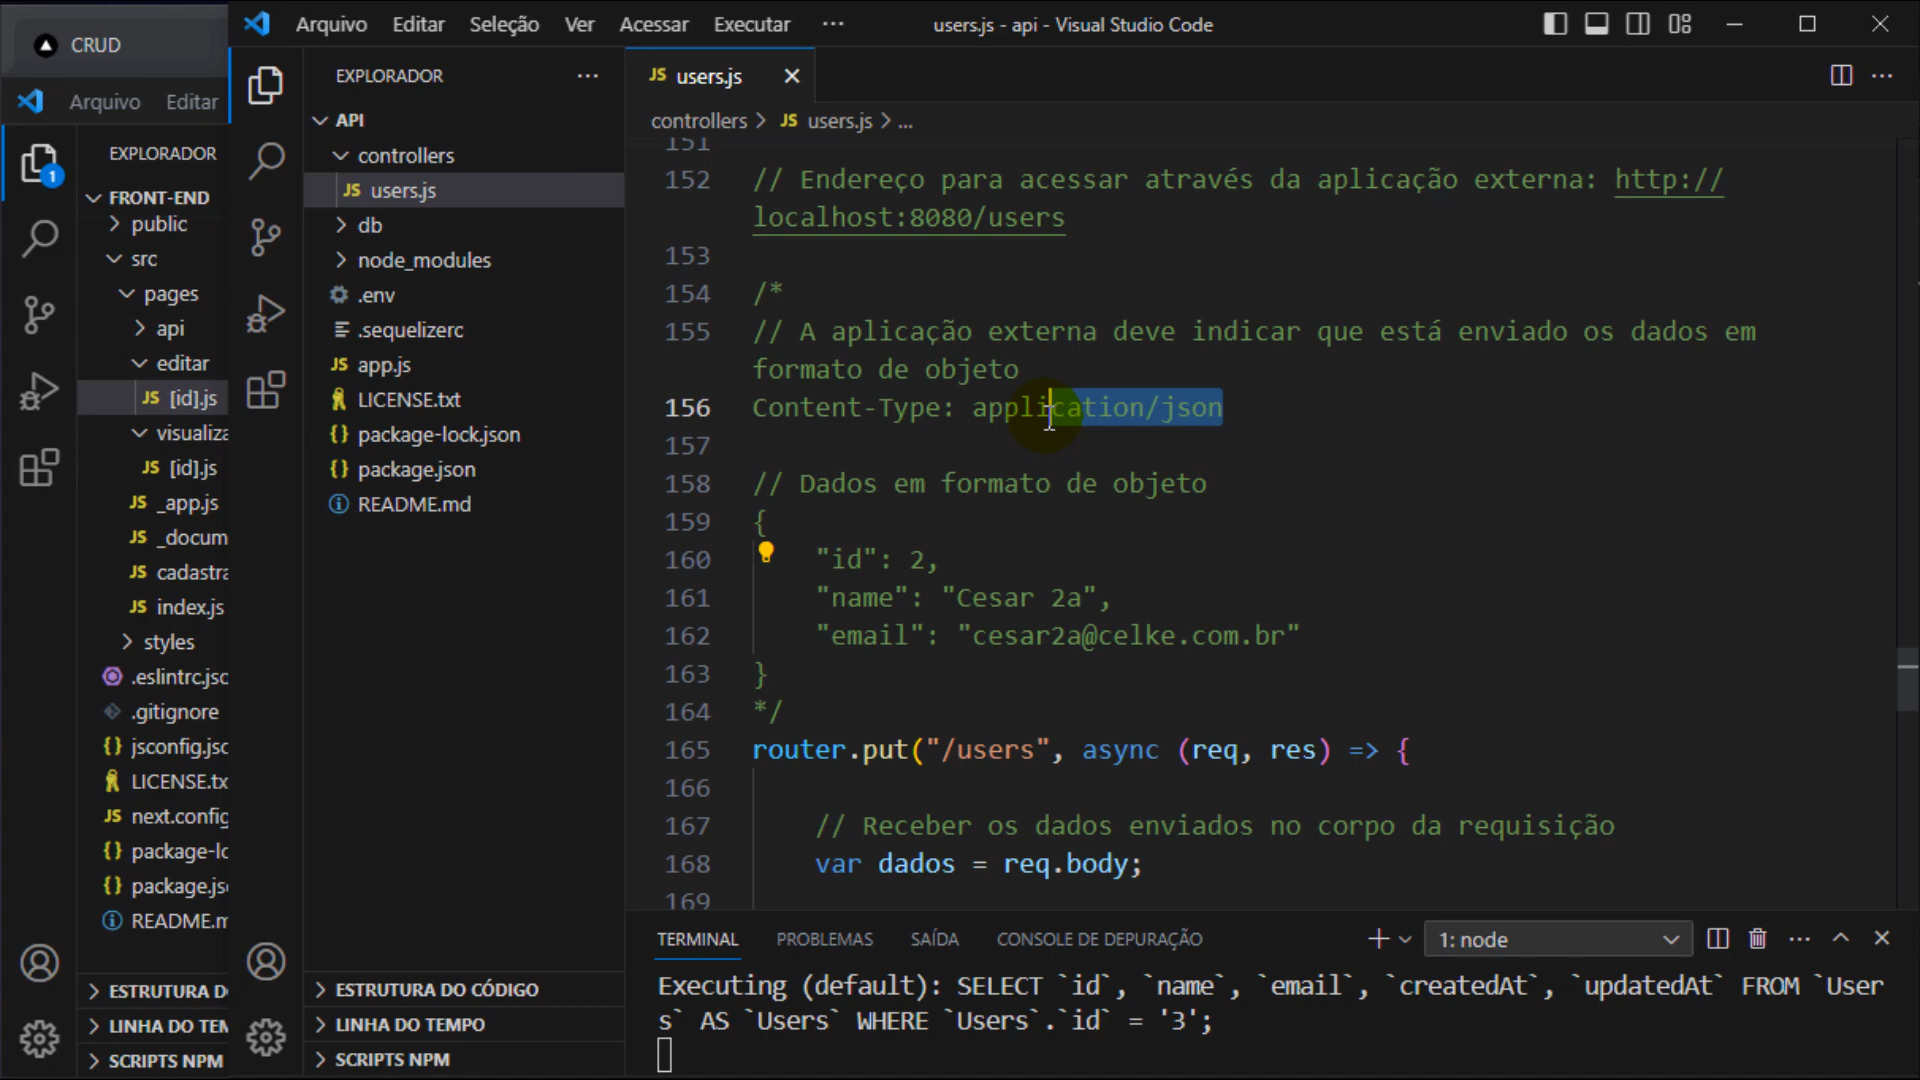 CRUD
Arquivo Editar
EXPLORADOR
1
FRONT-END
public
src
pages
api
editar
JS [id].js
visualiza
JS [id].js
JS _app.js
JS _docum
JS cadastra
JS index.js
styles
.eslintrc.jsc
.gitignore
{} jsconfig.jsc
LICENSE.tx
JS next.config
{} package-lc
{} package.jso
README.m
ESTRUTURA DO
LINHA DO TEM
SCRIPTS NPM
Arquivo Editar Seleção Ver Acessar Executar ···
users.js - api - Visual Studio Code
EXPLORADOR ···
API
controllers
JS users.js
db
node_modules
.env
.sequelizerc
JS app.js
LICENSE.txt
{} package-lock.json
{} package.json
README.md
ESTRUTURA DO CÓDIGO
LINHA DO TEMPO
SCRIPTS NPM
JS users.js
controllers > JS users.js > ...
151
152 // Endereço para acessar através da aplicação externa: http://
localhost:8080/users
153
154 /*
155 // A aplicação externa deve indicar que está enviado os dados em
formato de objeto
156 Content-Type: application/json
157
158 // Dados em formato de objeto
159 {
160 "id": 2,
161 "name": "Cesar 2a",
162 "email": "cesar2a@celke.com.br"
163 }
164 */
165 router.put("/users", async (req, res) => {
166
167 // Receber os dados enviados no corpo da requisição
168 var dados = req.body;
169
TERMINAL PROBLEMAS SAÍDA CONSOLE DE DEPURAÇÃO
1: node
Executing (default): SELECT `id`, `name`, `email`, `createdAt`, `updatedAt` FROM `User
s` AS `Users` WHERE `Users`.`id` = '3';